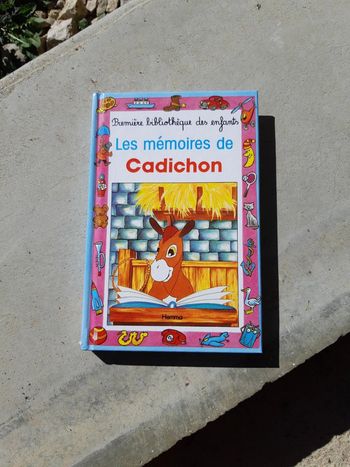 Première bibliothèque des enfants
Les mémoires de
Cadichon
Hemma